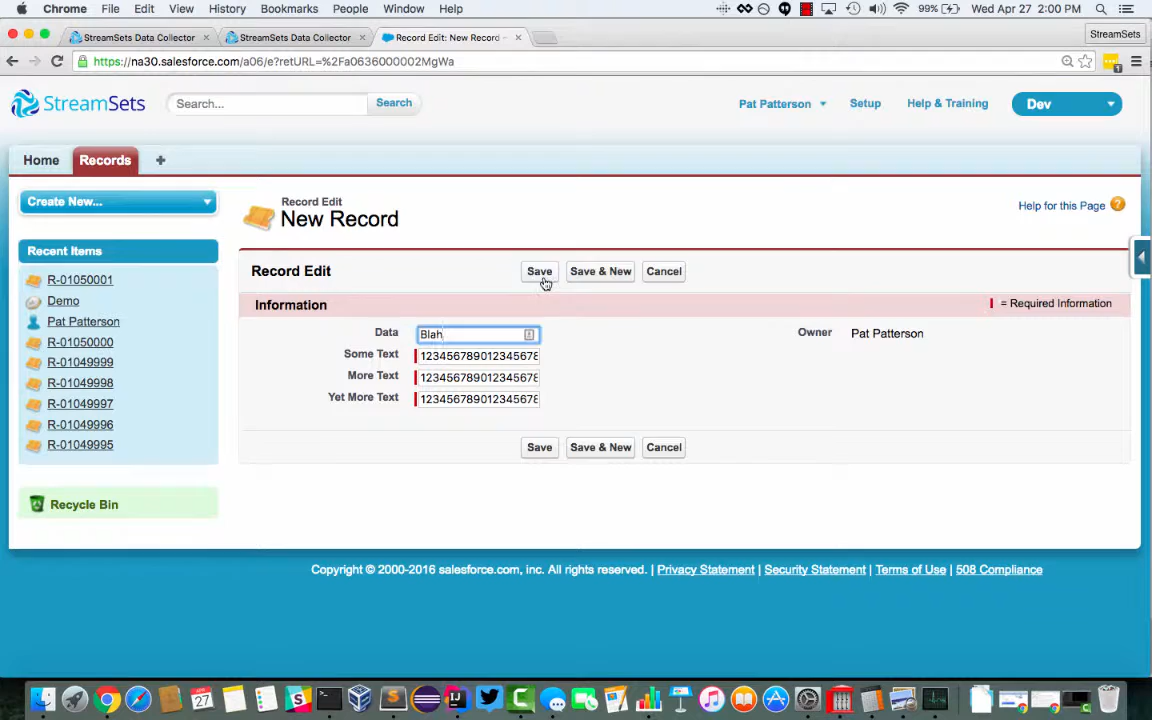 Chrome File Edit View History Bookmarks People Window Help 99% Wed Apr 27 2:00 PM
StreamSets Data Collector × StreamSets Data Collector × Record Edit: New Record ~ × StreamSets
https://na30.salesforce.com/a06/e?retURL=%2Fa0636000002MgWa
StreamSets Search... Search Pat Patterson Setup Help & Training Dev
Home Records +
Create New...
Record Edit
New Record
Help for this Page ?
Recent Items
R-01050001
Demo
Pat Patterson
R-01050000
R-01049999
R-01049998
R-01049997
R-01049996
R-01049995
Recycle Bin
Record Edit Save Save & New Cancel
Information = Required Information
Data Blah Owner Pat Patterson
Some Text 123456789012345678
More Text 123456789012345678
Yet More Text 123456789012345678
Save Save & New Cancel
Copyright © 2000-2016 salesforce.com, inc. All rights reserved. | Privacy Statement | Security Statement | Terms of Use | 508 Compliance
27